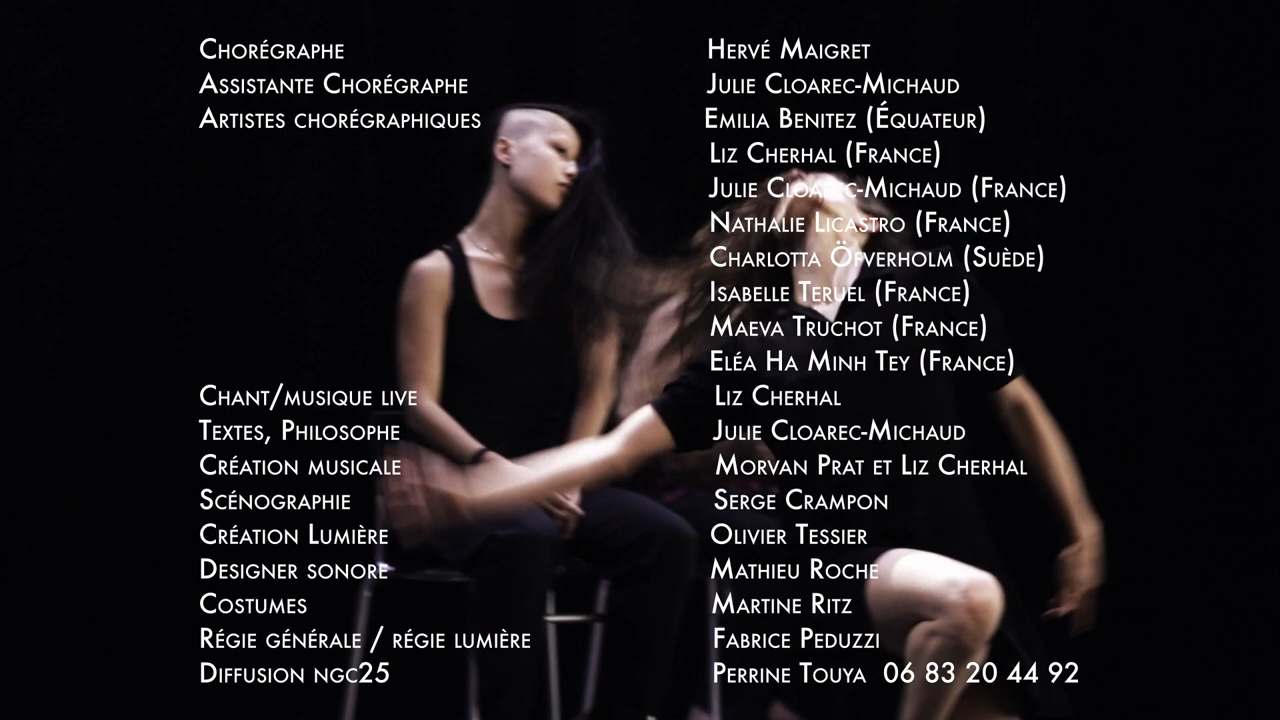 Chorégraphe Hervé Maigret
Assistante Chorégraphe Julie Cloarec-Michaud
Artistes chorégraphiques Emilia Benitez (Équateur)
Liz Cherhal (France)
Julie Cloarec-Michaud (France)
Nathalie Licastro (France)
Charlotta Öfverholm (Suède)
Isabelle Teruel (France)
Maeva Truchot (France)
Eléa Ha Minh Tey (France)
Chant/musique live Liz Cherhal
Textes, Philosophe Julie Cloarec-Michaud
Création musicale Morvan Prat et Liz Cherhal
Scénographie Serge Crampon
Création Lumière Olivier Tessier
Designer sonore Mathieu Roche
Costumes Martine Ritz
Régie générale / régie lumière Fabrice Peduzzi
Diffusion ngc25 Perrine Touya 06 83 20 44 92